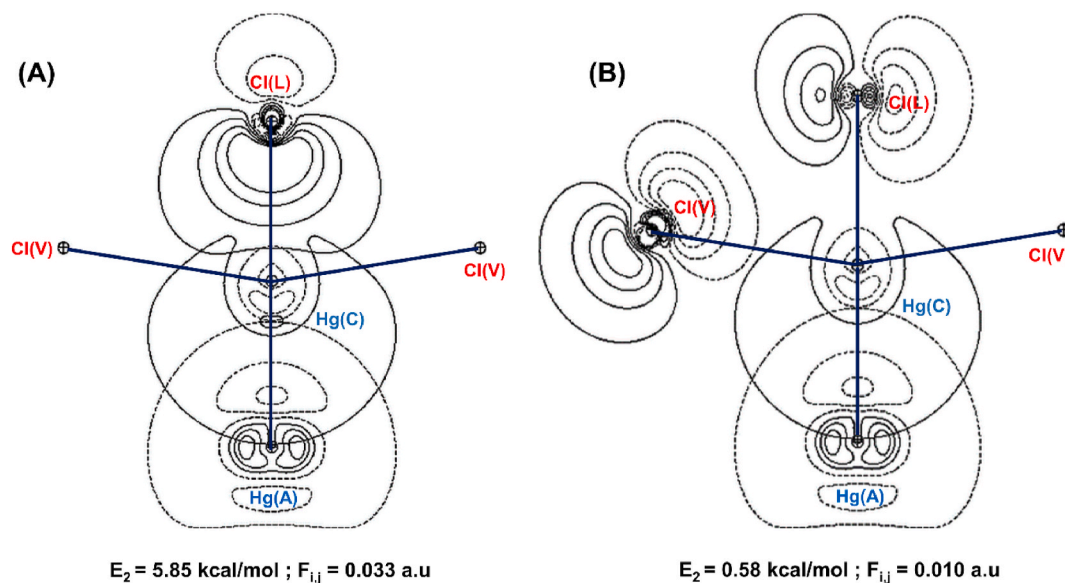 (A)
Cl(L)
Cl(V)
Cl(V)
Hg(C)
Hg(A)
E2 = 5.85 kcal/mol ; Fi,j = 0.033 a.u
(B)
Cl(L)
Cl(V)
Cl(V
Hg(C)
Hg(A)
E2 = 0.58 kcal/mol ; Fi,j = 0.010 a.u